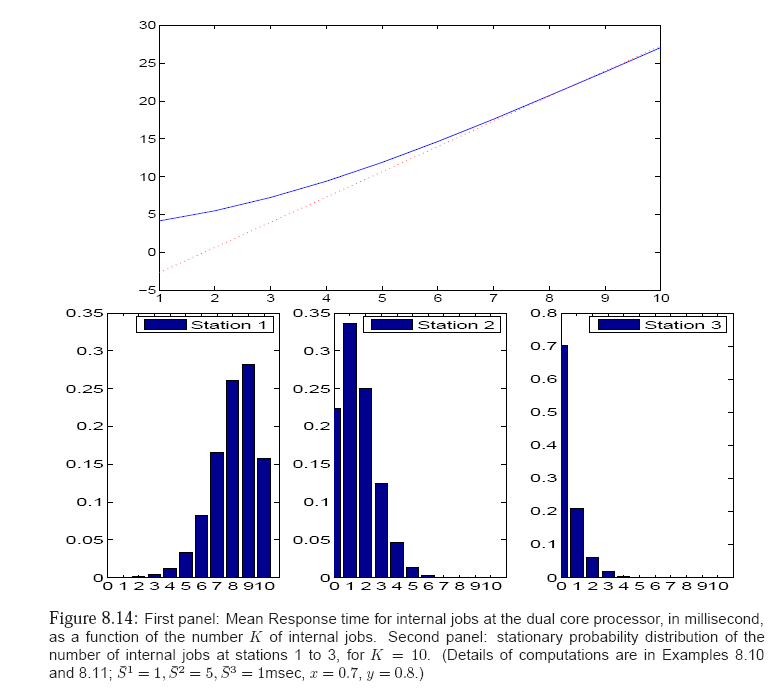 30
25
20
15
10
5
0
−5
1 2 3 4 5 6 7 8 9 10
0.35 0.3 0.25 0.2 0.15 0.1 0.05 0
Station 1
0 1 2 3 4 5 6 7 8 9 10
0.35 0.3 0.25 0.2 0.15 0.1 0.05 0
Station 2
0 1 2 3 4 5 6 7 8 9 10
0.8 0.7 0.6 0.5 0.4 0.3 0.2 0.1 0
Station 3
0 1 2 3 4 5 6 7 8 9 10
Figure 8.14: First panel: Mean Response time for internal jobs at the dual core processor, in millisecond,
as a function of the number K of internal jobs. Second panel: stationary probability distribution of the
number of internal jobs at stations 1 to 3, for K = 10. (Details of computations are in Examples 8.10
and 8.11; S̄¹ = 1, S̄² = 5, S̄³ = 1msec, x = 0.7, y = 0.8.)